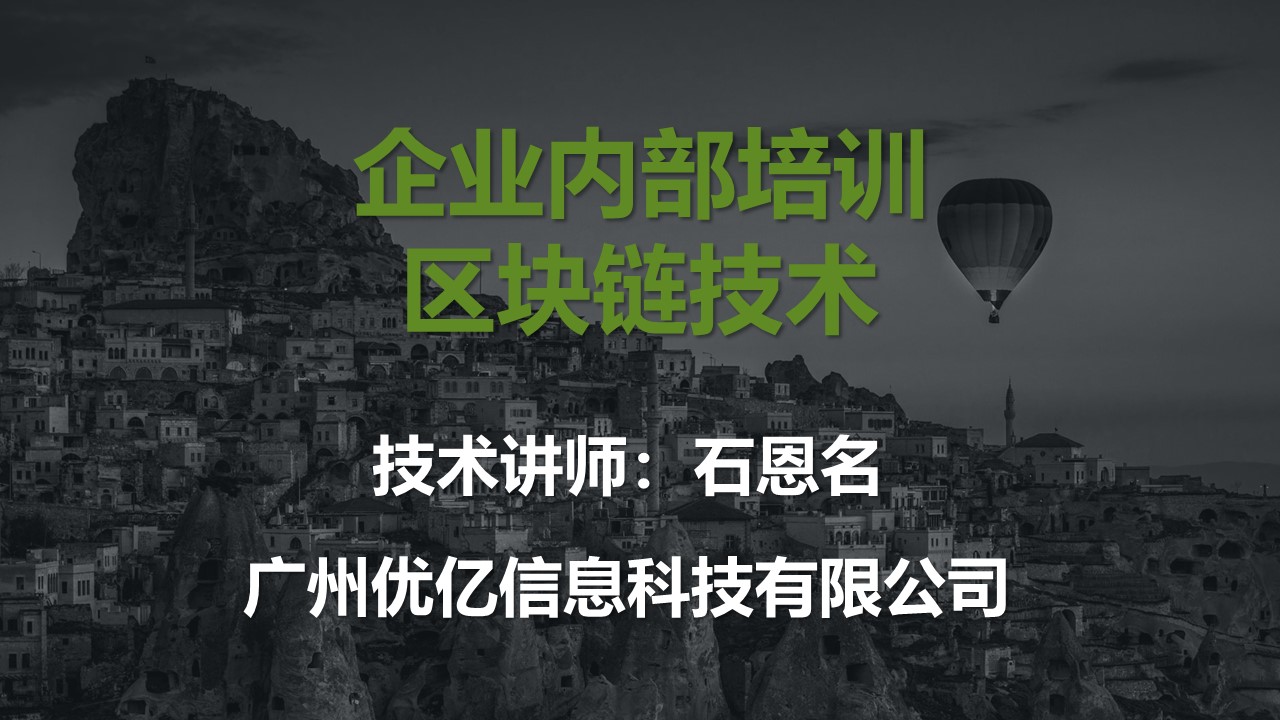 企业内部培训
区块链技术
技术讲师：石恩名
广州优亿信息科技有限公司